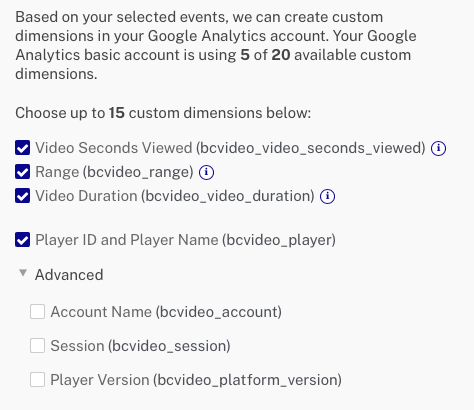 Based on your selected events, we can create custom
dimensions in your Google Analytics account. Your Google
Analytics basic account is using 5 of 20 available custom
dimensions.
Choose up to 15 custom dimensions below:
Video Seconds Viewed (bcvideo_video_seconds_viewed) i
Range (bcvideo_range) i
Video Duration (bcvideo_video_duration) i
Player ID and Player Name (bcvideo_player)
Advanced
Account Name (bcvideo_account)
Session (bcvideo_session)
Player Version (bcvideo_platform_version)